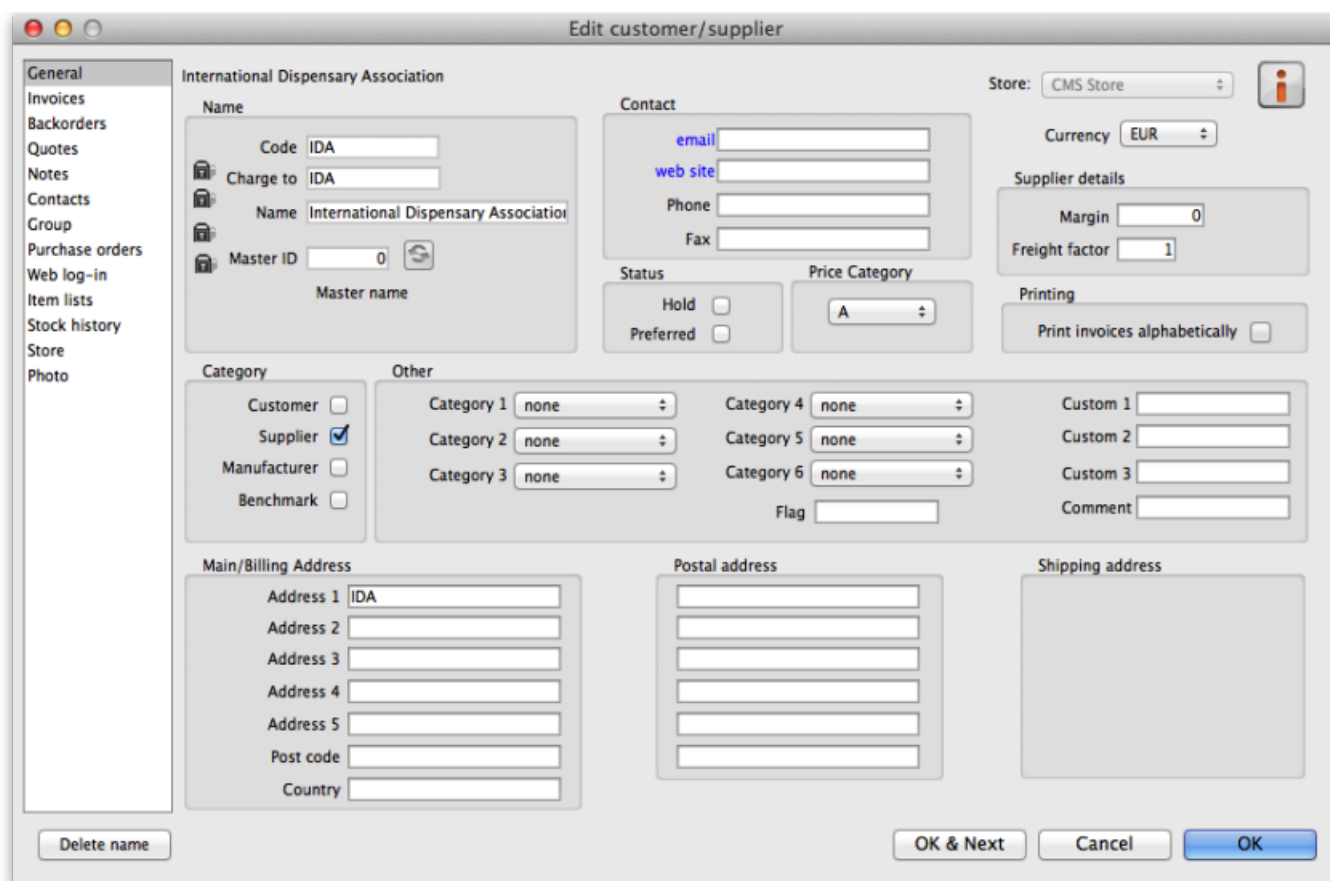 Edit customer/supplier
General
Invoices
Backorders
Quotes
Notes
Contacts
Group
Purchase orders
Web log-in
Item lists
Stock history
Store
Photo
International Dispensary Association
Store: CMS Store
Currency EUR
Name
Code IDA
Charge to IDA
Name International Dispensary Associatio
Master ID 0
Master name
Contact
email
web site
Phone
Fax
Supplier details
Margin 0
Freight factor 1
Status
Hold
Preferred
Price Category
A
Printing
Print invoices alphabetically
Category
Customer
Supplier
Manufacturer
Benchmark
Other
Category 1 none
Category 2 none
Category 3 none
Category 4 none
Category 5 none
Category 6 none
Flag
Custom 1
Custom 2
Custom 3
Comment
Main/Billing Address
Address 1 IDA
Address 2
Address 3
Address 4
Address 5
Post code
Country
Postal address
Shipping address
Delete name
OK & Next
Cancel
OK